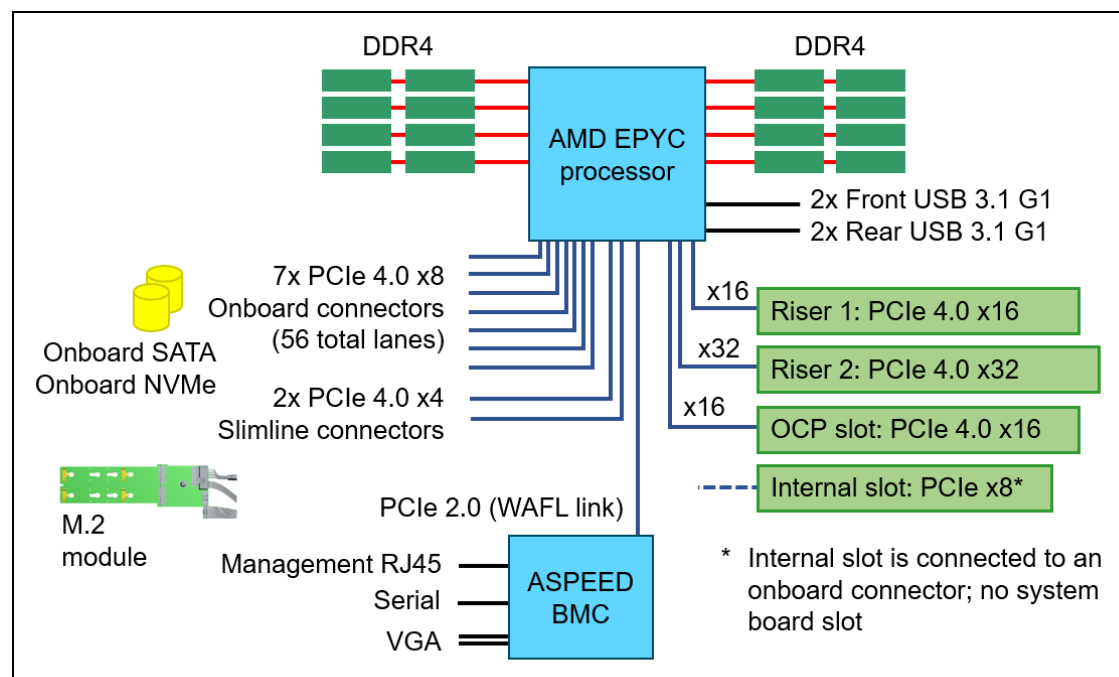 DDR4
DDR4
AMD EPYC
processor
2x Front USB 3.1 G1
2x Rear USB 3.1 G1
7x PCIe 4.0 x8
Onboard connectors
(56 total lanes)
Onboard SATA
Onboard NVMe
2x PCIe 4.0 x4
Slimline connectors
x16
Riser 1: PCIe 4.0 x16
x32
Riser 2: PCIe 4.0 x32
x16
OCP slot: PCIe 4.0 x16
Internal slot: PCIe x8*
M.2
module
PCIe 2.0 (WAFL link)
Management RJ45
Serial
VGA
ASPEED
BMC
* Internal slot is connected to an
onboard connector; no system
board slot